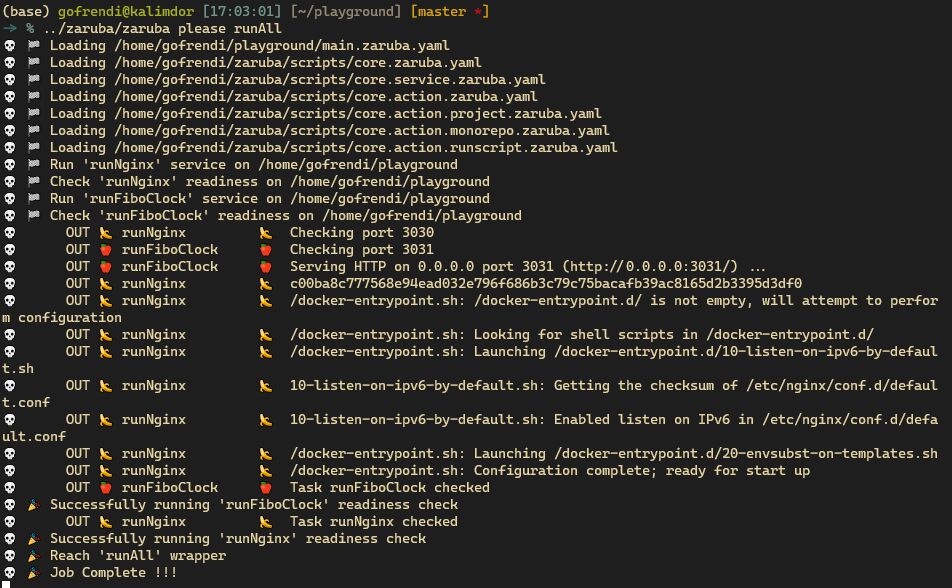 (base) gofrendi@kalimdor [17:03:01] [~/playground] [master *]
→ % ../zaruba/zaruba please runAll
💀 🏁 Loading /home/gofrendi/playground/main.zaruba.yaml
💀 🏁 Loading /home/gofrendi/zaruba/scripts/core.zaruba.yaml
💀 🏁 Loading /home/gofrendi/zaruba/scripts/core.service.zaruba.yaml
💀 🏁 Loading /home/gofrendi/zaruba/scripts/core.action.zaruba.yaml
💀 🏁 Loading /home/gofrendi/zaruba/scripts/core.action.project.zaruba.yaml
💀 🏁 Loading /home/gofrendi/zaruba/scripts/core.action.monorepo.zaruba.yaml
💀 🏁 Loading /home/gofrendi/zaruba/scripts/core.action.runscript.zaruba.yaml
💀 🏁 Run 'runNginx' service on /home/gofrendi/playground
💀 🏁 Check 'runNginx' readiness on /home/gofrendi/playground
💀 🏁 Run 'runFiboClock' service on /home/gofrendi/playground
💀 🏁 Check 'runFiboClock' readiness on /home/gofrendi/playground
💀 OUT 🍌 runNginx 🍌 Checking port 3030
💀 OUT 🍓 runFiboClock 🍓 Checking port 3031
💀 OUT 🍓 runFiboClock 🍓 Serving HTTP on 0.0.0.0 port 3031 (http://0.0.0.0:3031/) ...
💀 OUT 🍌 runNginx 🍌 c00ba8c777568e94ead032e796f686b3c79c75bacafb39ac8165d2b3395d3df0
💀 OUT 🍌 runNginx 🍌 /docker-entrypoint.sh: /docker-entrypoint.d/ is not empty, will attempt to perfor
m configuration
💀 OUT 🍌 runNginx 🍌 /docker-entrypoint.sh: Looking for shell scripts in /docker-entrypoint.d/
💀 OUT 🍌 runNginx 🍌 /docker-entrypoint.sh: Launching /docker-entrypoint.d/10-listen-on-ipv6-by-defaul
t.sh
💀 OUT 🍌 runNginx 🍌 10-listen-on-ipv6-by-default.sh: Getting the checksum of /etc/nginx/conf.d/defaul
t.conf
💀 OUT 🍌 runNginx 🍌 10-listen-on-ipv6-by-default.sh: Enabled listen on IPv6 in /etc/nginx/conf.d/defa
ult.conf
💀 OUT 🍌 runNginx 🍌 /docker-entrypoint.sh: Launching /docker-entrypoint.d/20-envsubst-on-templates.sh
💀 OUT 🍌 runNginx 🍌 /docker-entrypoint.sh: Configuration complete; ready for start up
💀 OUT 🍓 runFiboClock 🍓 Task runFiboClock checked
💀 🎉 Successfully running 'runFiboClock' readiness check
💀 OUT 🍌 runNginx 🍌 Task runNginx checked
💀 🎉 Successfully running 'runNginx' readiness check
💀 🎉 Reach 'runAll' wrapper
💀 🎉 Job Complete !!!